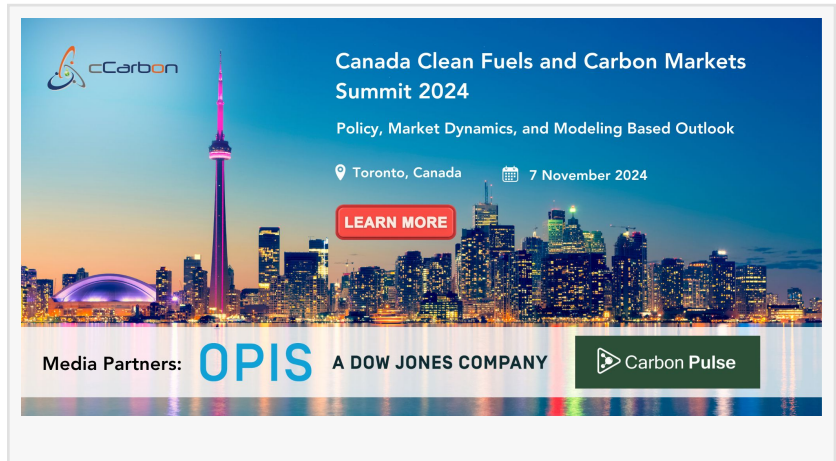 cCarbon
Canada Clean Fuels and Carbon Markets
Summit 2024
Policy, Market Dynamics, and Modeling Based Outlook
Toronto, Canada
7 November 2024
LEARN MORE
Media Partners:
OPIS
A DOW JONES COMPANY
Carbon Pulse